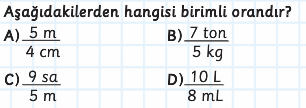 Aşağıdakilerden hangisi birimli orandır?
A) 5 m / 4 cm B) 7 ton / 5 kg
C) 9 sa / 5 m D) 10 L / 8 mL